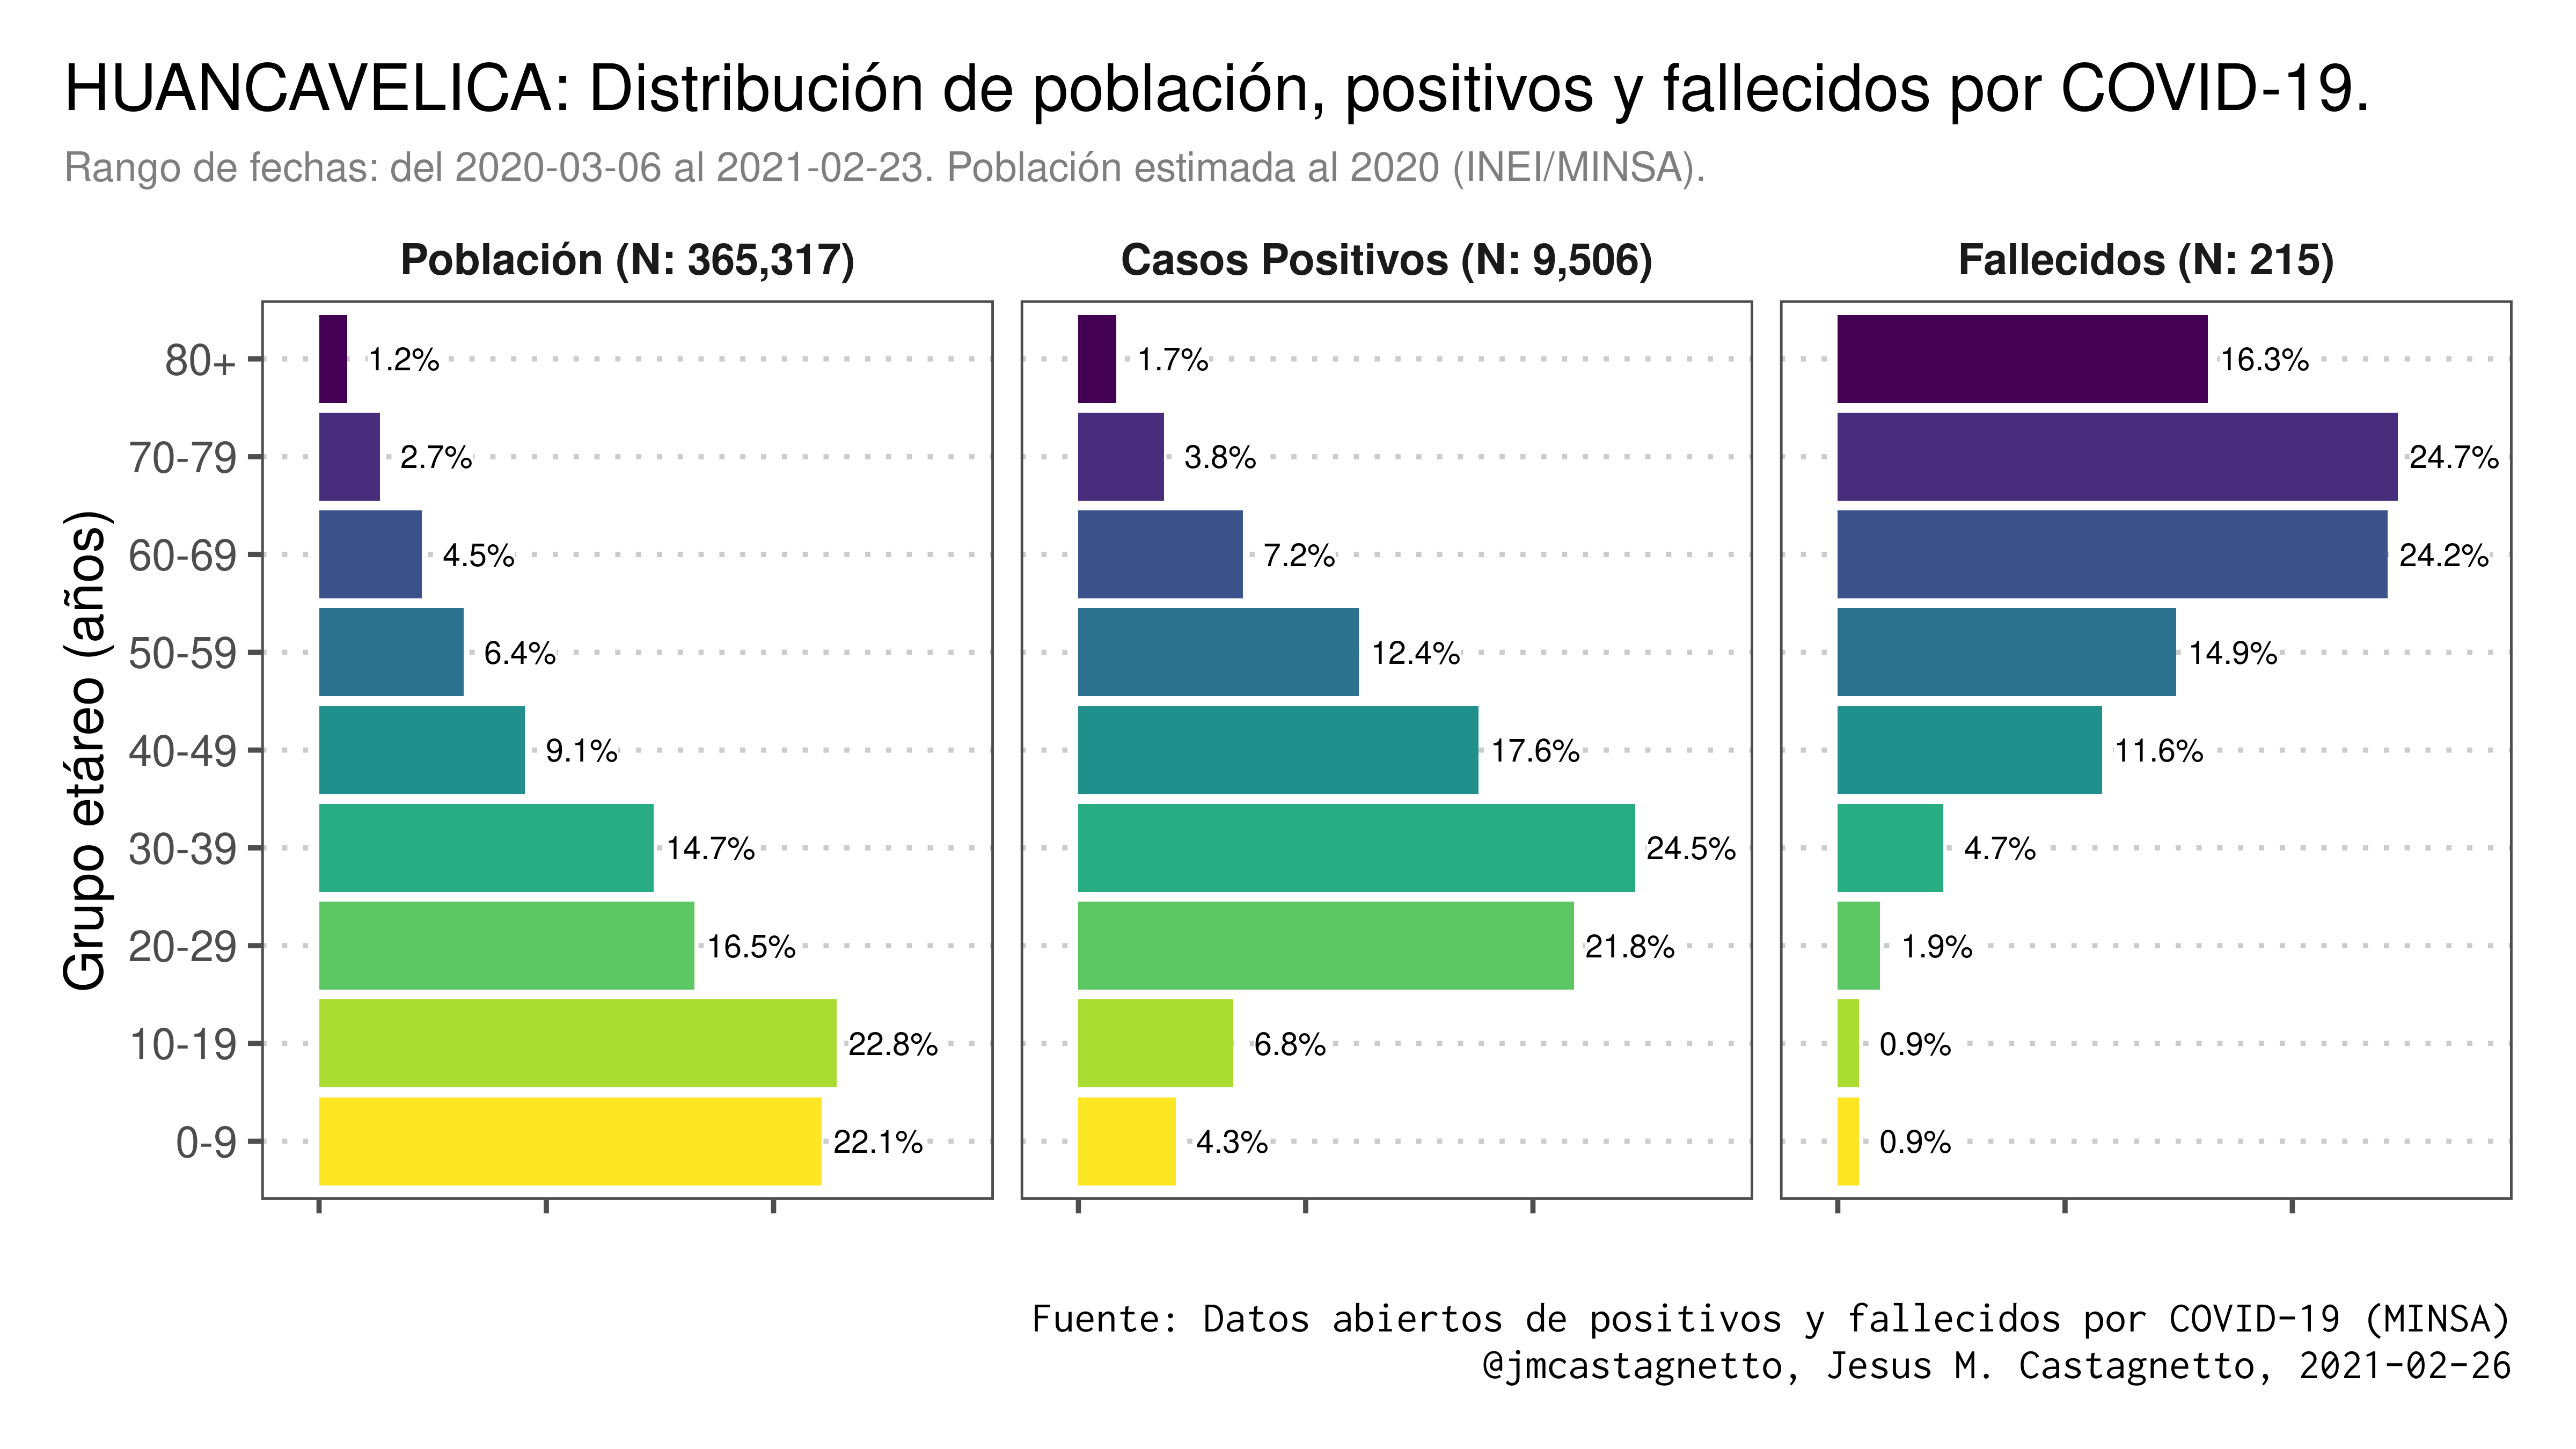 HUANCAVELICA: Distribución de población, positivos y fallecidos por COVID-19.
Rango de fechas: del 2020-03-06 al 2021-02-23. Población estimada al 2020 (INEI/MINSA).
Población (N: 365,317)
Casos Positivos (N: 9,506)
Fallecidos (N: 215)
Grupo etáreo (años)
80+ 1.2% 1.7% 16.3%
70-79 2.7% 3.8% 24.7%
60-69 4.5% 7.2% 24.2%
50-59 6.4% 12.4% 14.9%
40-49 9.1% 17.6% 11.6%
30-39 14.7% 24.5% 4.7%
20-29 16.5% 21.8% 1.9%
10-19 22.8% 6.8% 0.9%
0-9 22.1% 4.3% 0.9%
Fuente: Datos abiertos de positivos y fallecidos por COVID-19 (MINSA)
@jmcastagnetto, Jesus M. Castagnetto, 2021-02-26